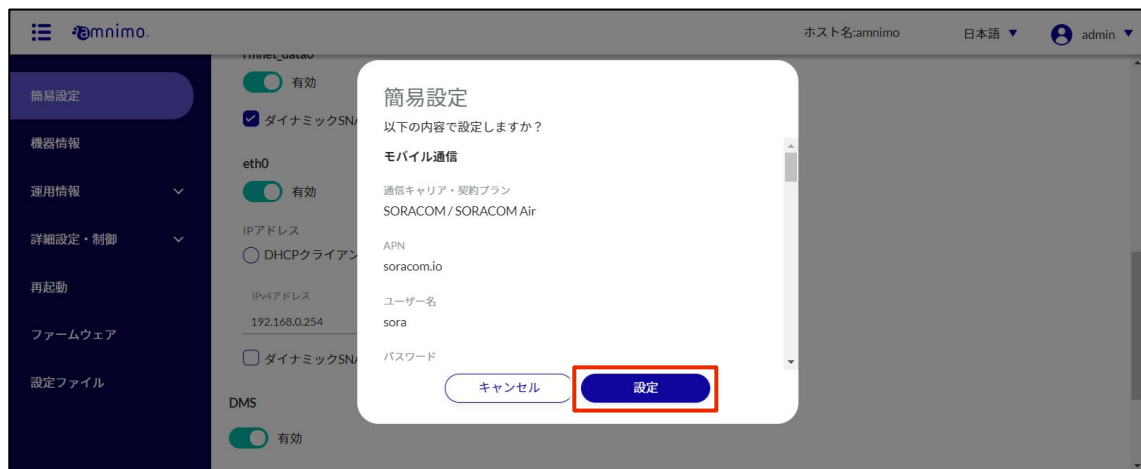 amnimo.
ホスト名:amnimo
日本語 ▼
admin ▼
簡易設定
機器情報
運用情報
詳細設定・制御
再起動
ファームウェア
設定ファイル
rmnet_data0
有効
ダイナミックSNA
eth0
有効
IPアドレス
DHCPクライアン
IPv4アドレス
192.168.0.254
ダイナミックSNA
DMS
有効
簡易設定
以下の内容で設定しますか？
モバイル通信
通信キャリア・契約プラン
SORACOM / SORACOM Air
APN
soracom.io
ユーザー名
sora
パスワード
キャンセル
設定